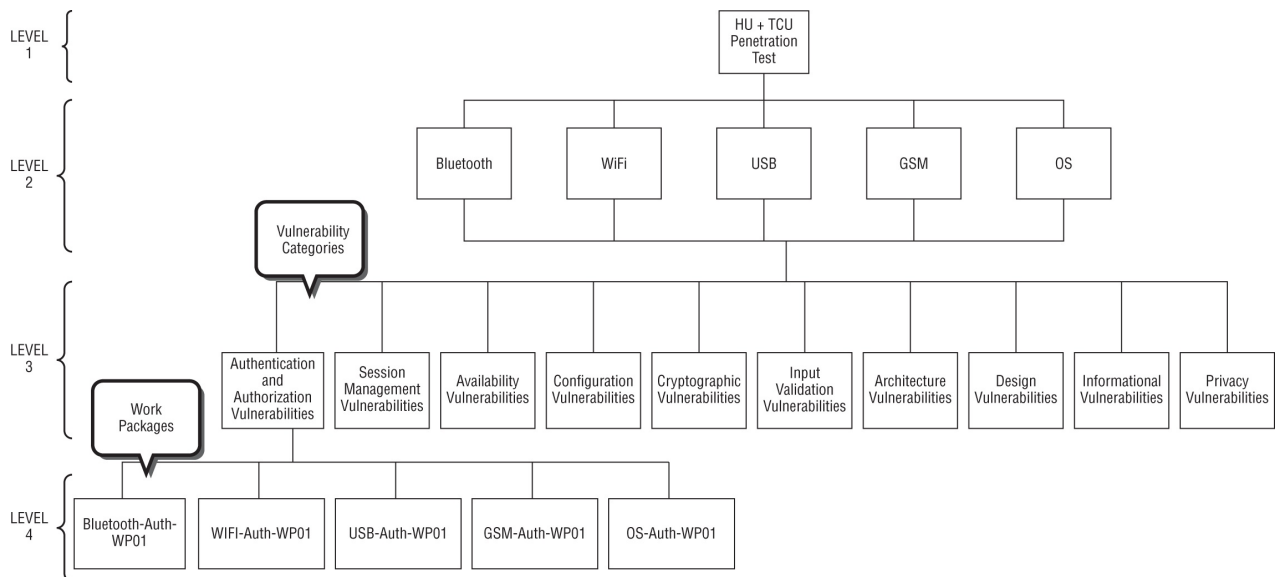 LEVEL
1
HU + TCU
Penetration
Test
LEVEL
2
Bluetooth
WiFi
USB
GSM
OS
Vulnerability
Categories
LEVEL
3
Authentication
and
Authorization
Vulnerabilities
Session
Management
Vulnerabilities
Availability
Vulnerabilities
Configuration
Vulnerabilities
Cryptographic
Vulnerabilities
Input
Validation
Vulnerabilities
Architecture
Vulnerabilities
Design
Vulnerabilities
Informational
Vulnerabilities
Privacy
Vulnerabilities
Work
Packages
LEVEL
4
Bluetooth-Auth-
WP01
WIFI-Auth-WP01
USB-Auth-WP01
GSM-Auth-WP01
OS-Auth-WP01